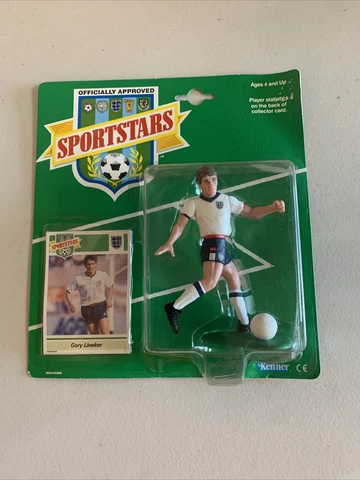 OFFICIALLY APPROVED
SPORTSTARS
Ages 4 and Up
Player statistics
on the back of
collector card.
SPORTSTARS
Gary Lineker
Kenner CE